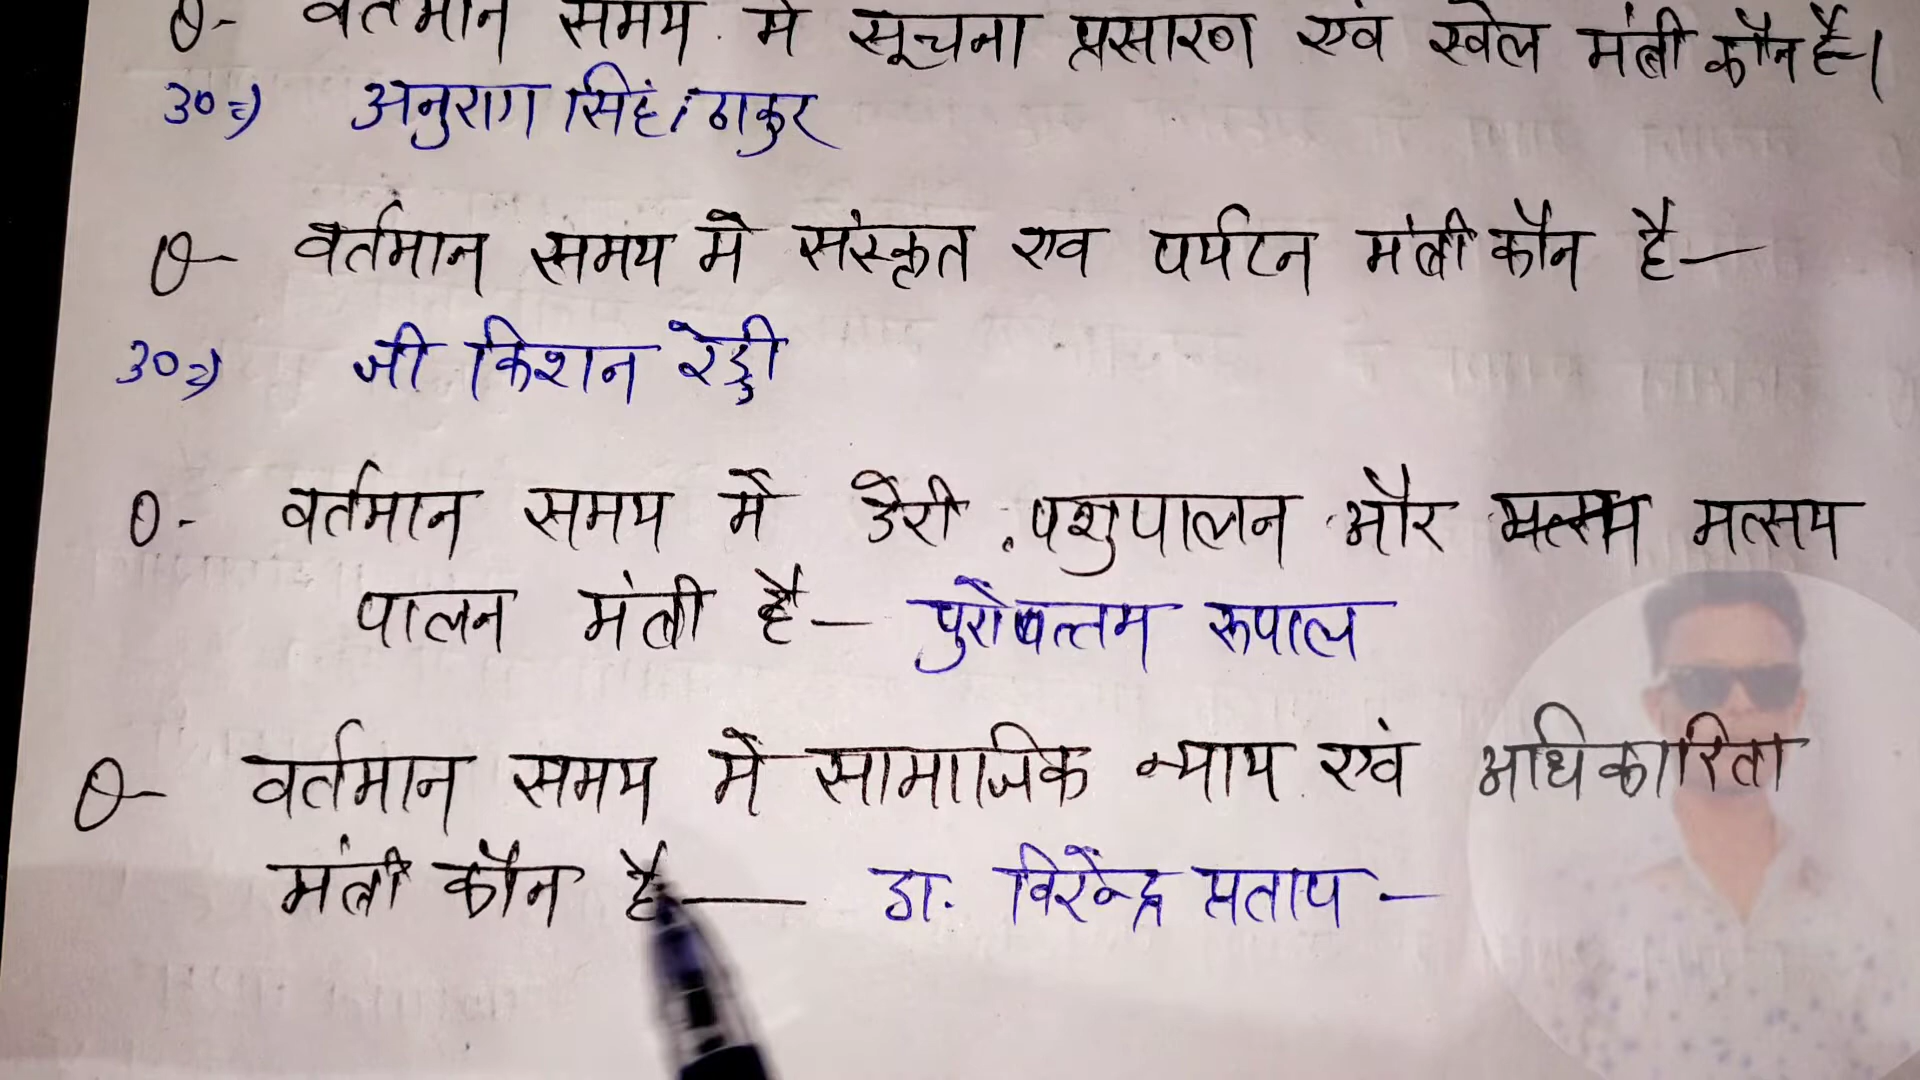 Q- वर्तमान समय में सूचना प्रसारण एवं खेल मंत्री कौन है।
उ०⇒ अनुराग सिंह ठाकुर
Q- वर्तमान समय मे संस्कृत एव पर्यटन मंत्री कौन है—
उ०⇒ जी किशन रेड्डी
Q- वर्तमान समय में डेरी, पशुपालन और मत्सय
पालन मंत्री है— पुरोषत्तम रूपाल
Q- वर्तमान समय मे सामाजिक न्याय एवं अधिकारिता
मंत्री कौन है— डा. विरेन्द्र प्रताप —